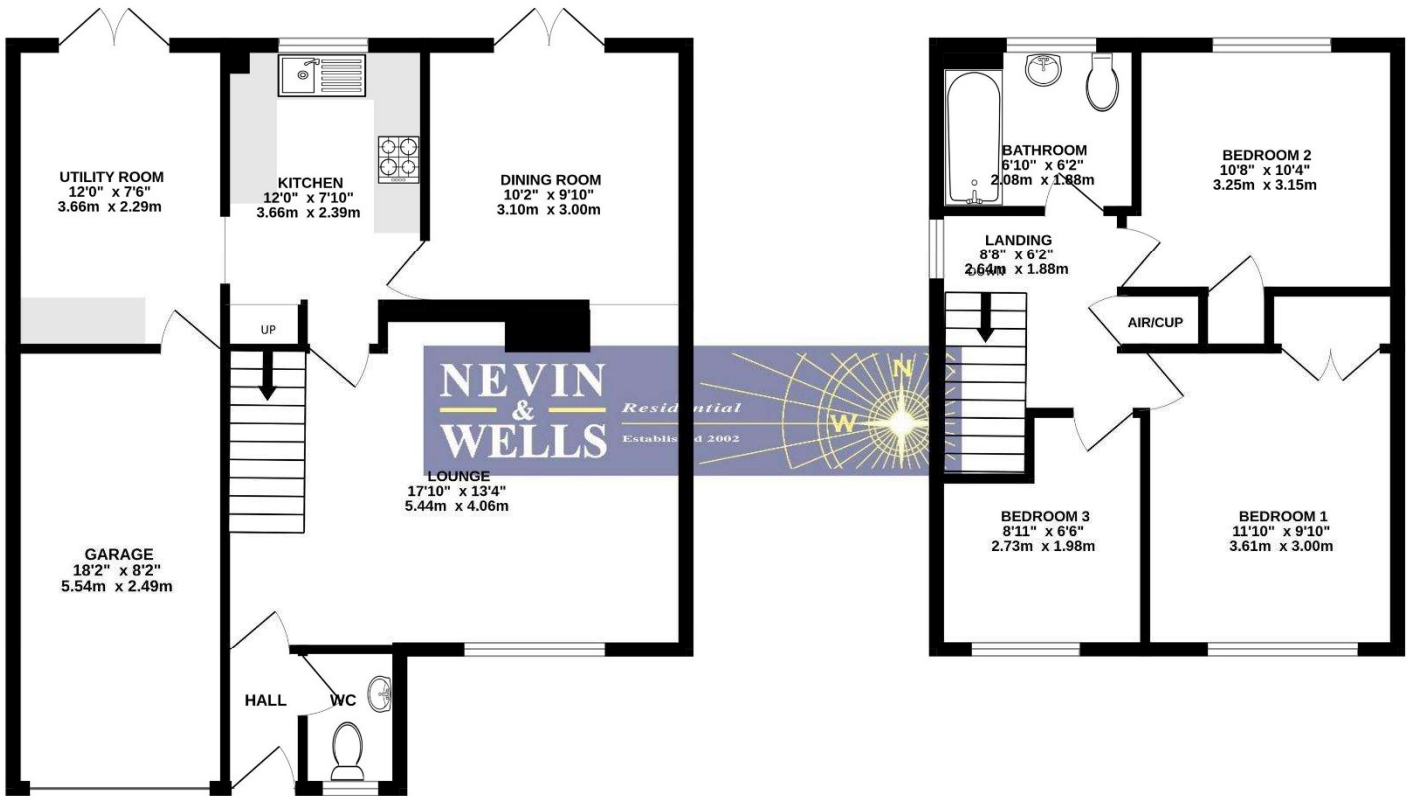 UTILITY ROOM
12'0" x 7'6"
3.66m x 2.29m
KITCHEN
12'0" x 7'10"
3.66m x 2.39m
DINING ROOM
10'2" x 9'10"
3.10m x 3.00m
UP
NEVIN
&
WELLS
Residential
Established 2002
N
W
LOUNGE
17'10" x 13'4"
5.44m x 4.06m
GARAGE
18'2" x 8'2"
5.54m x 2.49m
HALL
WC
BATHROOM
6'10" x 6'2"
2.08m x 1.88m
BEDROOM 2
10'8" x 10'4"
3.25m x 3.15m
LANDING
8'8" x 6'2"
2.64m x 1.88m
DOWN
AIR/CUP
BEDROOM 3
8'11" x 6'6"
2.73m x 1.98m
BEDROOM 1
11'10" x 9'10"
3.61m x 3.00m